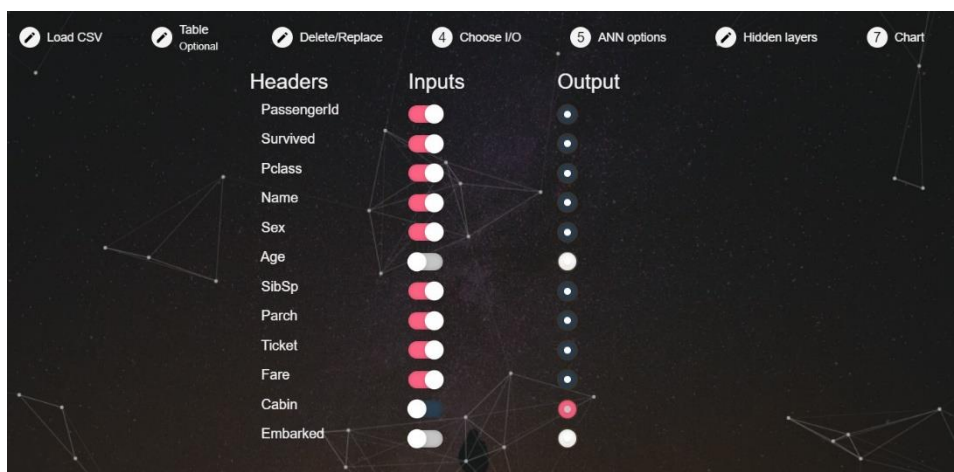 Load CSV
Table
Optional
Delete/Replace
4 Choose I/O
5 ANN options
Hidden layers
7 Chart
Headers Inputs Output
PassengerId
Survived
Pclass
Name
Sex
Age
SibSp
Parch
Ticket
Fare
Cabin
Embarked